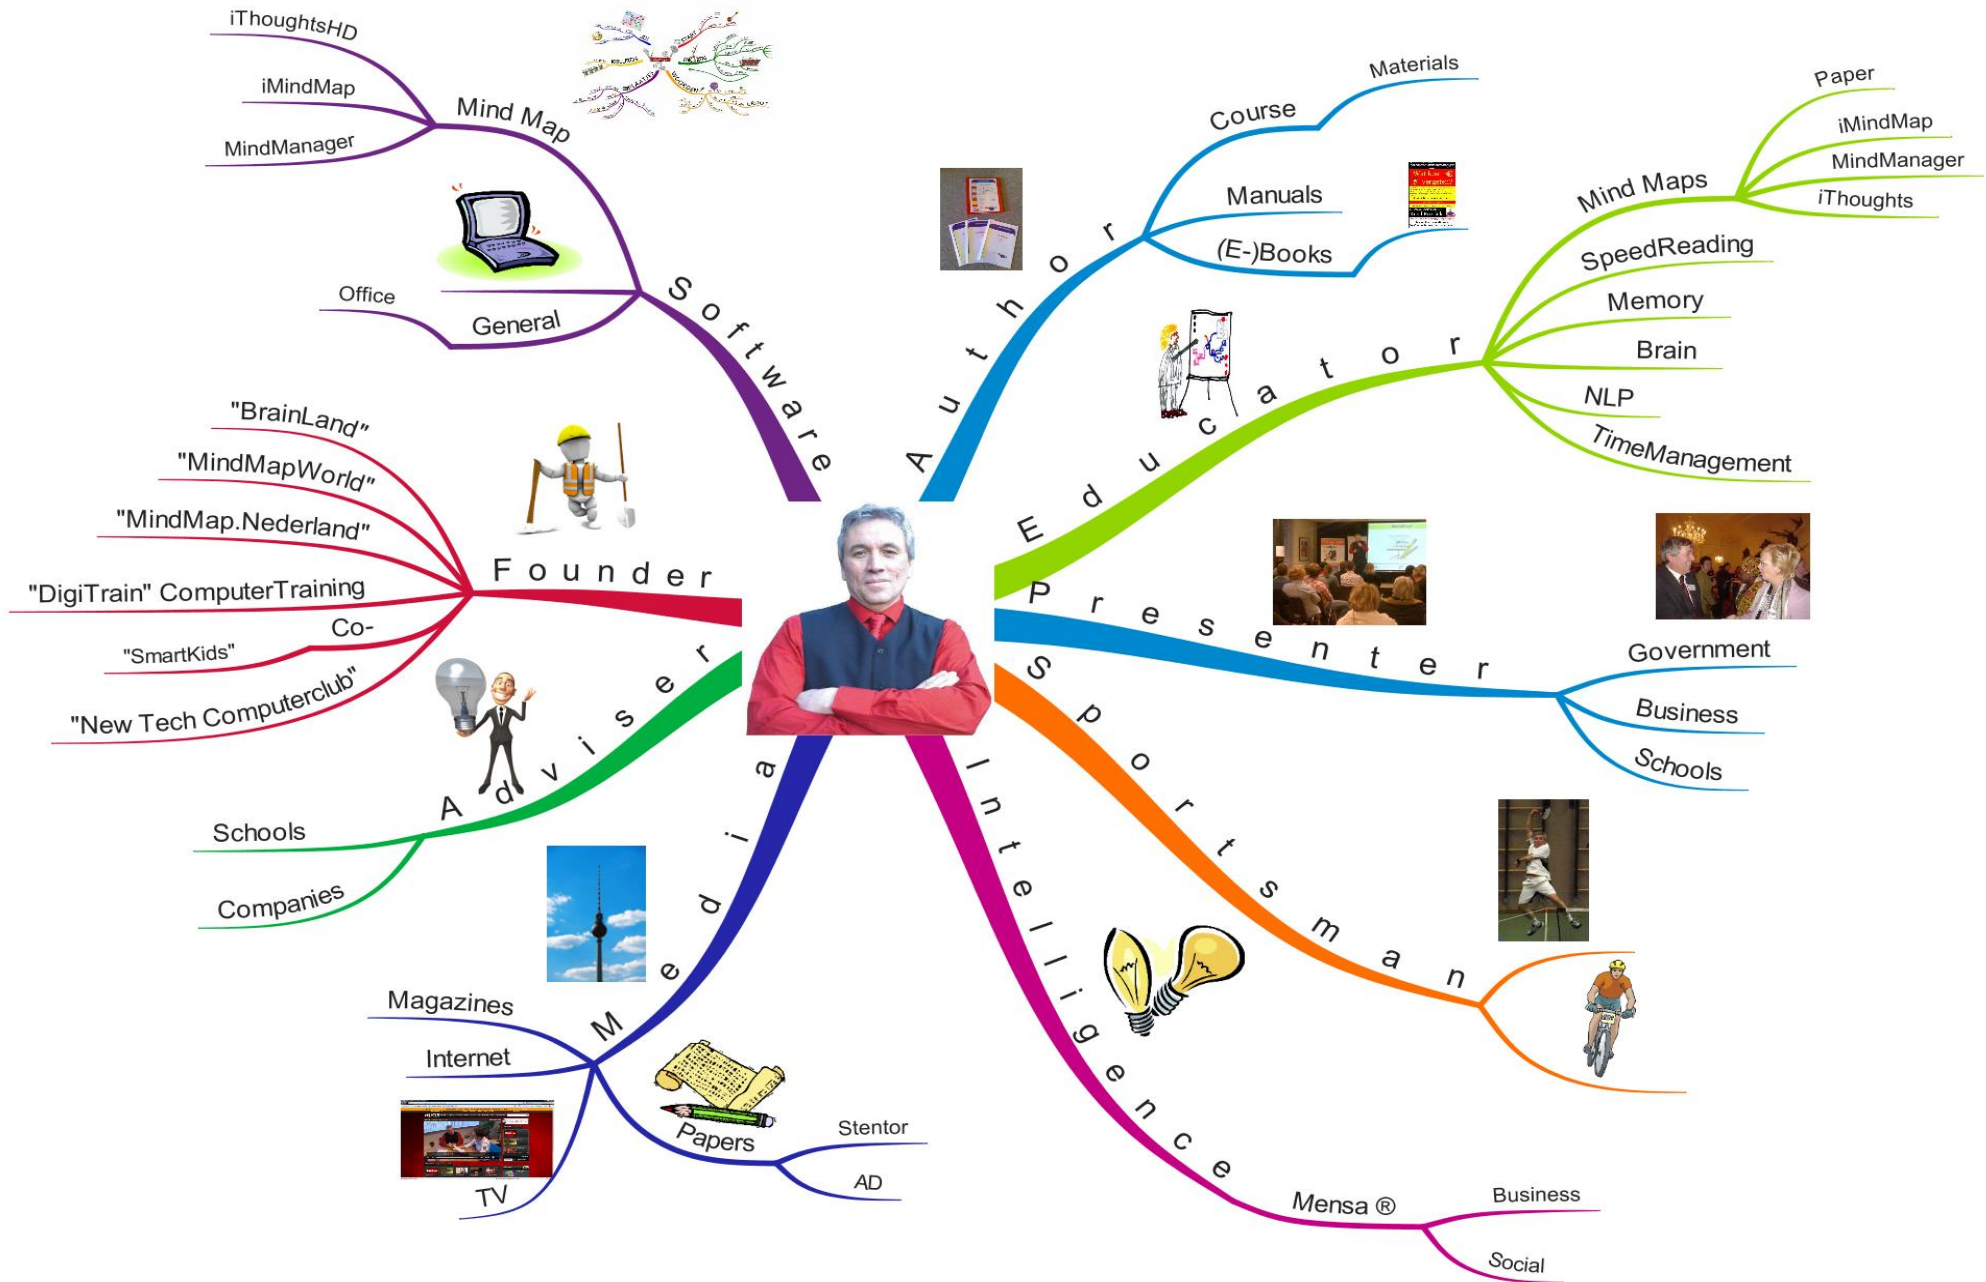 iThoughtsHD
iMindMap
MindManager
Mind Map
Office
General
Software
Course
Materials
Manuals
(E-)Books
Author
Mind Maps
Paper
iMindMap
MindManager
iThoughts
SpeedReading
Memory
Brain
NLP
TimeManagement
Educator
"BrainLand"
"MindMapWorld"
"MindMap.Nederland"
"DigiTrain" ComputerTraining
Co-
"SmartKids"
"New Tech Computerclub"
Founder
Presenter
Government
Business
Schools
Adviser
Schools
Companies
Sportsman
Media
Magazines
Internet
TV
Papers
Stentor
AD
Intelligence
Mensa ®
Business
Social